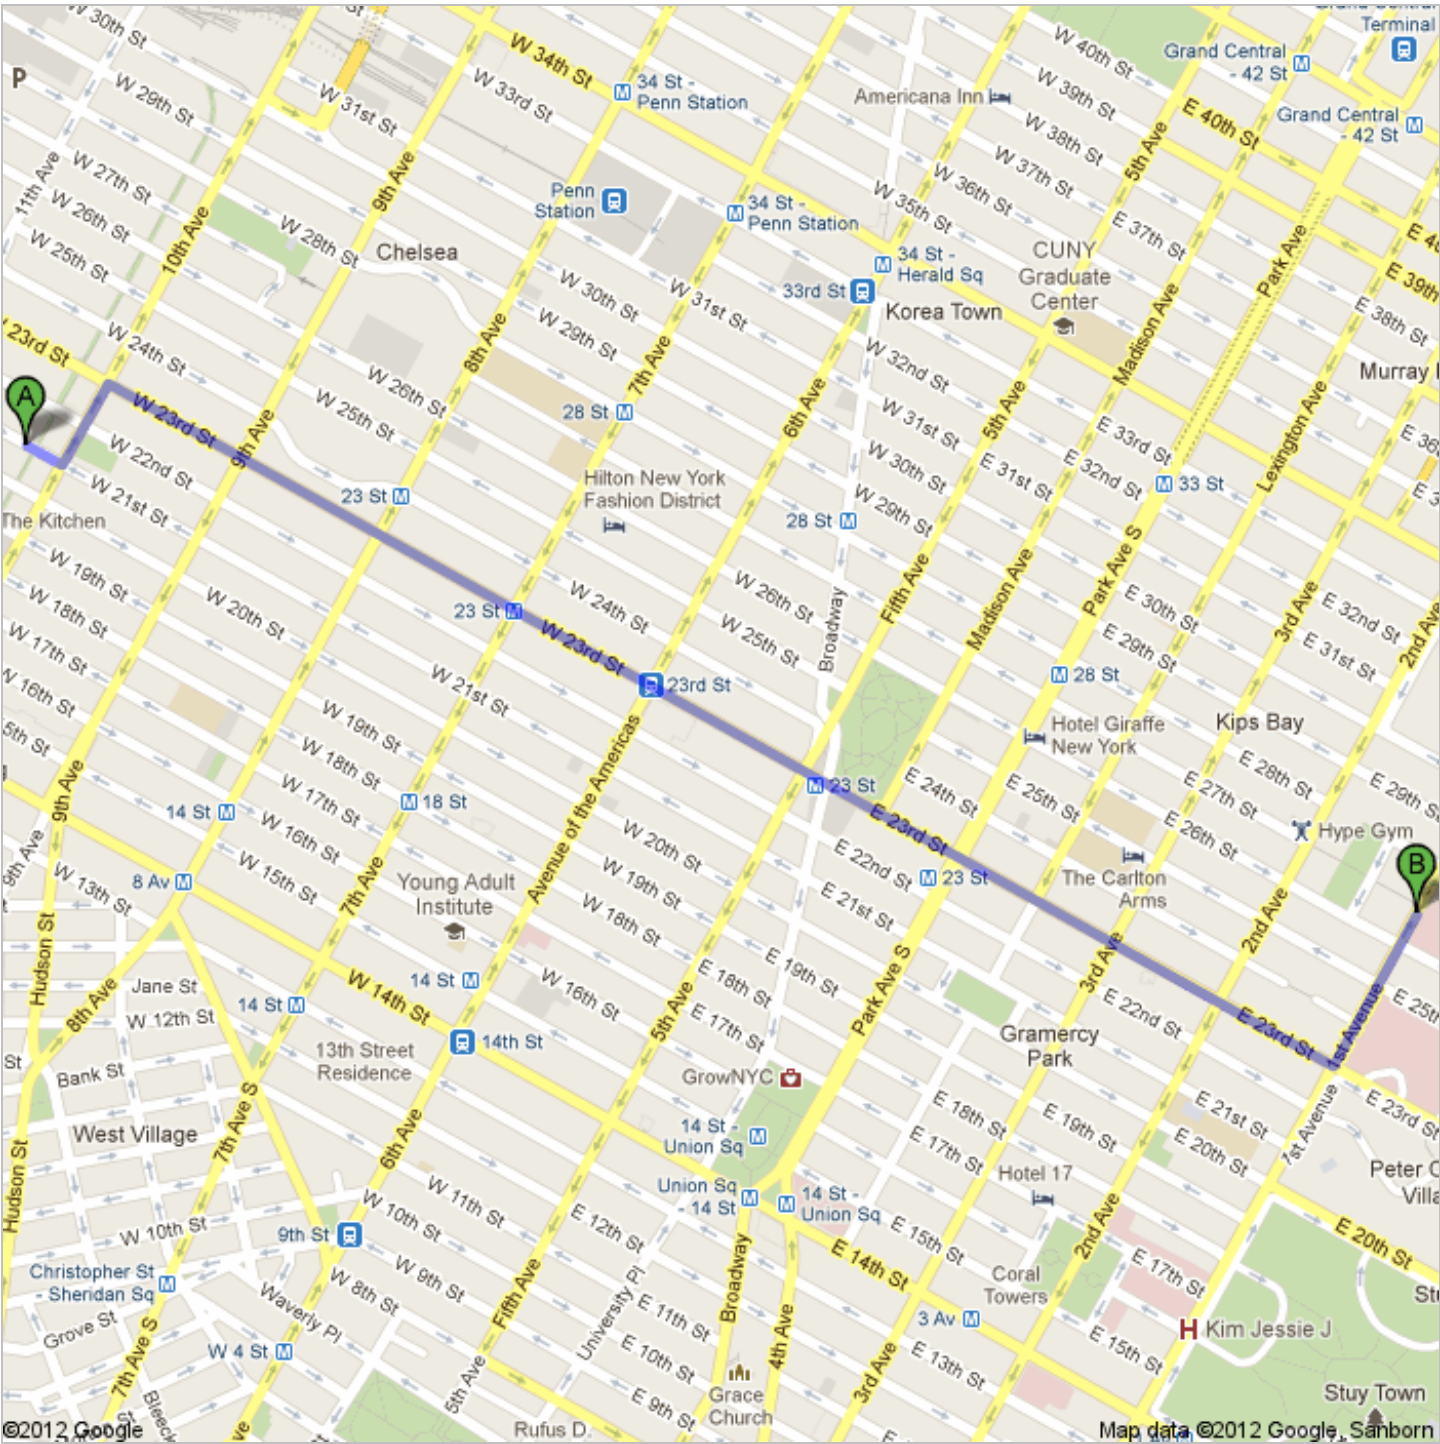 W 30th St
W 34th St
34 St -
Penn Station
W 33rd St
W 31st St
W 29th St
P
W 40th St
Grand Central
- 42 St
Terminal
Americana Inn
W 39th St
W 38th St
W 37th St
W 36th St
W 35th St
E 40th St
Grand Central
- 42 St
5th Ave
11th Ave
W 27th St
W 26th St
W 25th St
10th Ave
9th Ave
W 28th St
Chelsea
Penn
Station
34 St -
Penn Station
34 St -
Herald Sq
33rd St
Korea Town
CUNY
Graduate
Center
E 37th St
Park Ave
E 39th
E 38th St
Madison Ave
W 30th St
W 31st St
W 29th St
W 32nd St
23rd St
W 24th St
8th Ave
7th Ave
6th Ave
5th Ave
Murray
A
W 23rd St
W 26th St
W 25th St
28 St
W 31st St
W 30th St
W 29th St
E 33rd St
E 32nd St
E 31st St
33 St
Lexington Ave
W 22nd St
W 21st St
9th Ave
23 St
Hilton New York
Fashion District
28 St
The Kitchen
W 19th St
W 18th St
W 17th St
W 16th St
W 20th St
23 St
W 24th St
W 23rd St
W 26th St
W 25th St
Broadway
Fifth Ave
Madison Ave
Park Ave S
E 30th St
E 29th St
3rd Ave
E 32nd St
E 31st St
2nd Ave
28 St
23rd St
W 21st St
W 19th St
W 18th St
W 17th St
W 16th St
W 15th St
Hotel Giraffe
New York
Kips Bay
E 28th St
E 27th St
E 26th St
E 29th St
E 25th St
E 24th St
23 St
E 23rd St
Hype Gym
B
9th Ave
14 St
18 St
8 Av
7th Ave
Avenue of the Americas
W 20th St
W 19th St
W 18th St
E 22nd St
E 21st St
23 St
The Carlton
Arms
9th Ave
W 13th St
Young Adult
Institute
Hudson St
8th Ave
Jane St
W 12th St
Bank St
14 St
14 St
W 14th St
W 16th St
5th Ave
E 18th St
E 17th St
E 19th St
Park Ave S
3rd Ave
2nd Ave
E 22nd St
E 23rd St
1st Avenue
E 25th
Gramercy
Park
13th Street
Residence
14th St
GrowNYC
West Village
7th Ave S
6th Ave
14 St -
Union Sq
E 18th St
E 17th St
E 19th St
E 21st St
E 20th St
1st Avenue
E 23rd St
Hotel 17
Union Sq
- 14 St
14 St -
Union Sq
Hudson St
W 10th St
9th St
W 11th St
W 10th St
W 9th St
W 8th St
E 12th St
E 15th St
E 14th St
2nd Ave
E 17th St
E 20th St
Christopher St
- Sheridan Sq
Grove St
Waverly Pl
W 4 St
7th Ave S
Fifth Ave
5th Ave
University Pl
E 11th St
E 10th St
E 9th St
Broadway
4th Ave
3rd Ave
3 Av
E 13th St
Coral
Towers
E 15th St
H Kim Jessie J
Grace
Church
Stuy Town
Rufus D.
©2012 Google
Map data ©2012 Google, Sanborn